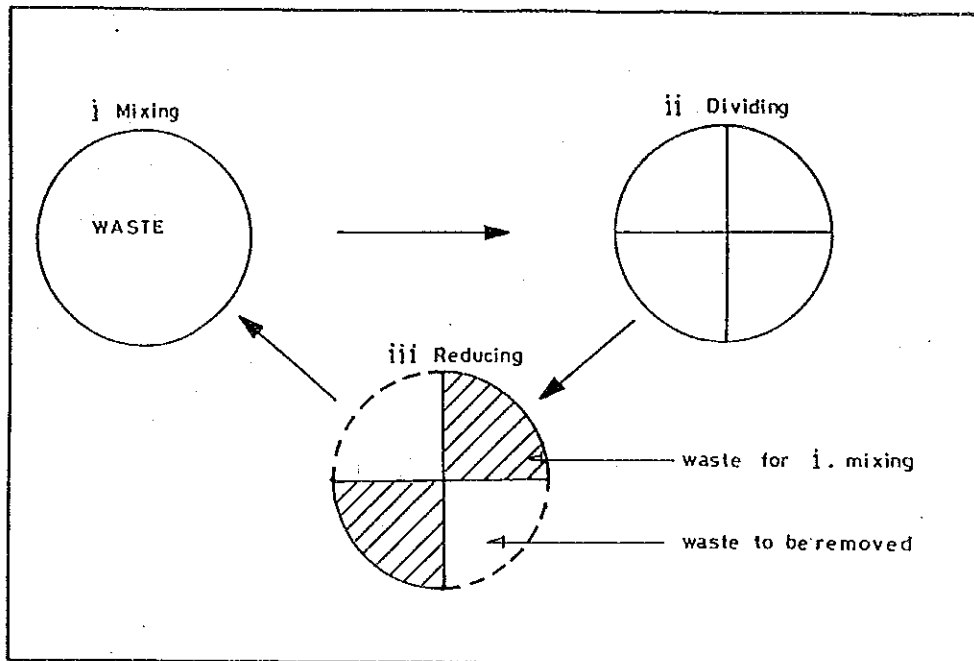 i Mixing
ii Dividing
WASTE
iii Reducing
waste for i. mixing
waste to be removed